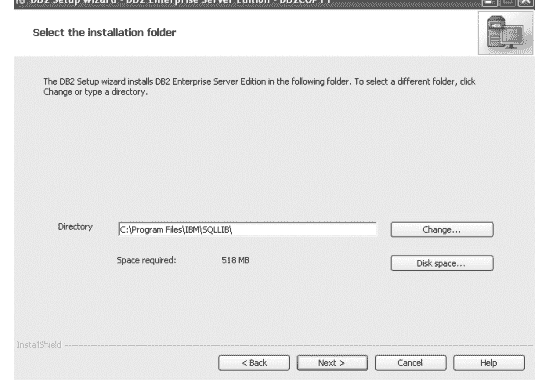 DB2 Setup wizard - DB2 Enterprise Server Edition - DB2COPY1
Select the installation folder
The DB2 Setup wizard installs DB2 Enterprise Server Edition in the following folder. To select a different folder, click
Change or type a directory.
Directory
C:\Program Files\IBM\SQLLIB\
Change...
Space required:
518 MB
Disk space...
InstallShield
< Back
Next >
Cancel
Help